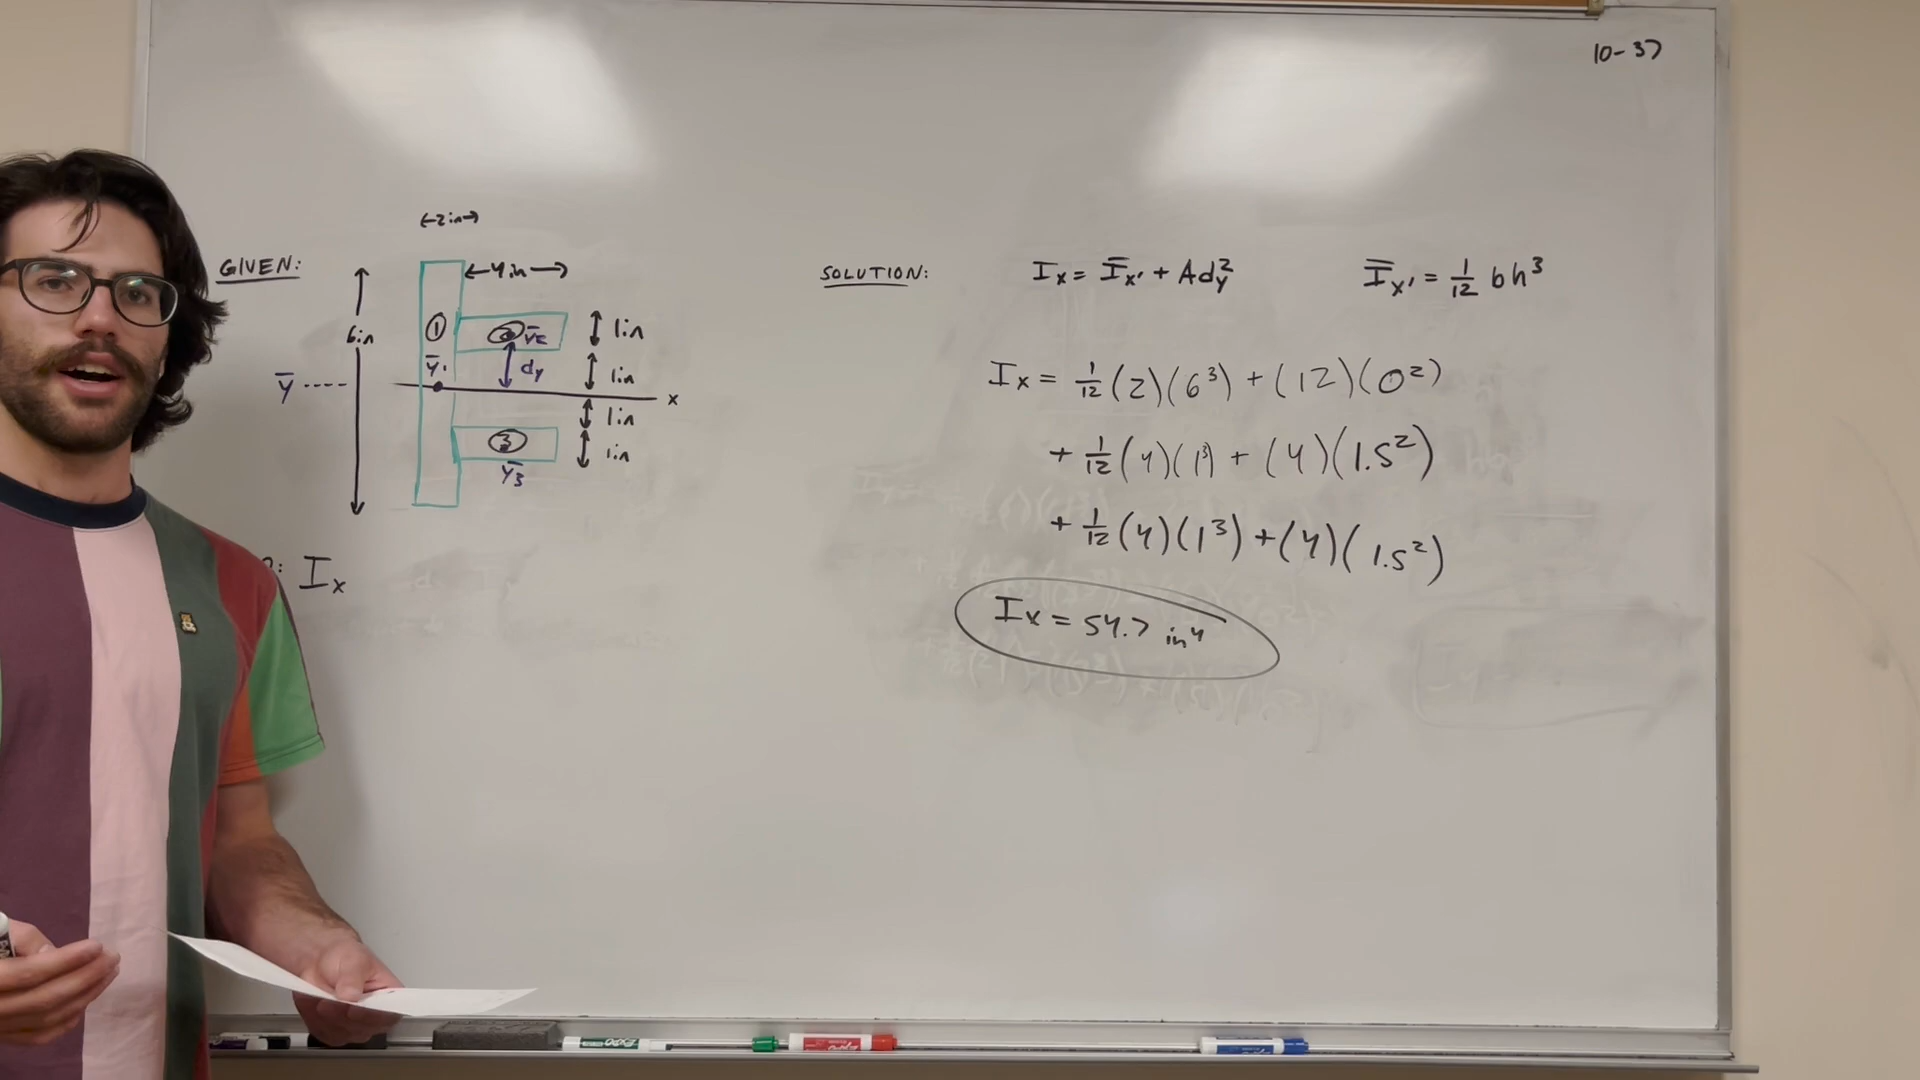 10-37
←2in→
GIVEN:
←4in→
6in
①
② ȳ₂
1in
ȳ₁
dy
1in
ȳ ----
x
1in
③
1in
ȳ₃
: Iₓ
SOLUTION:
Iₓ = Īₓ' + Ady²
Īₓ' = 1/12 bh³
Iₓ = 1/12 (2)(6³) + (12)(0²)
+ 1/12 (4)(1³) + (4)(1.5²)
+ 1/12 (4)(1³) + (4)(1.5²)
Iₓ = 54.7 in⁴
EXPO